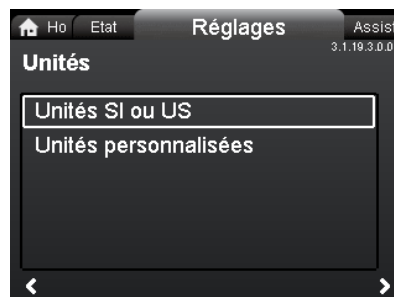 Ho Etat Réglages Assist
3.1.19.3.0.0
Unités
Unités SI ou US
Unités personnalisées